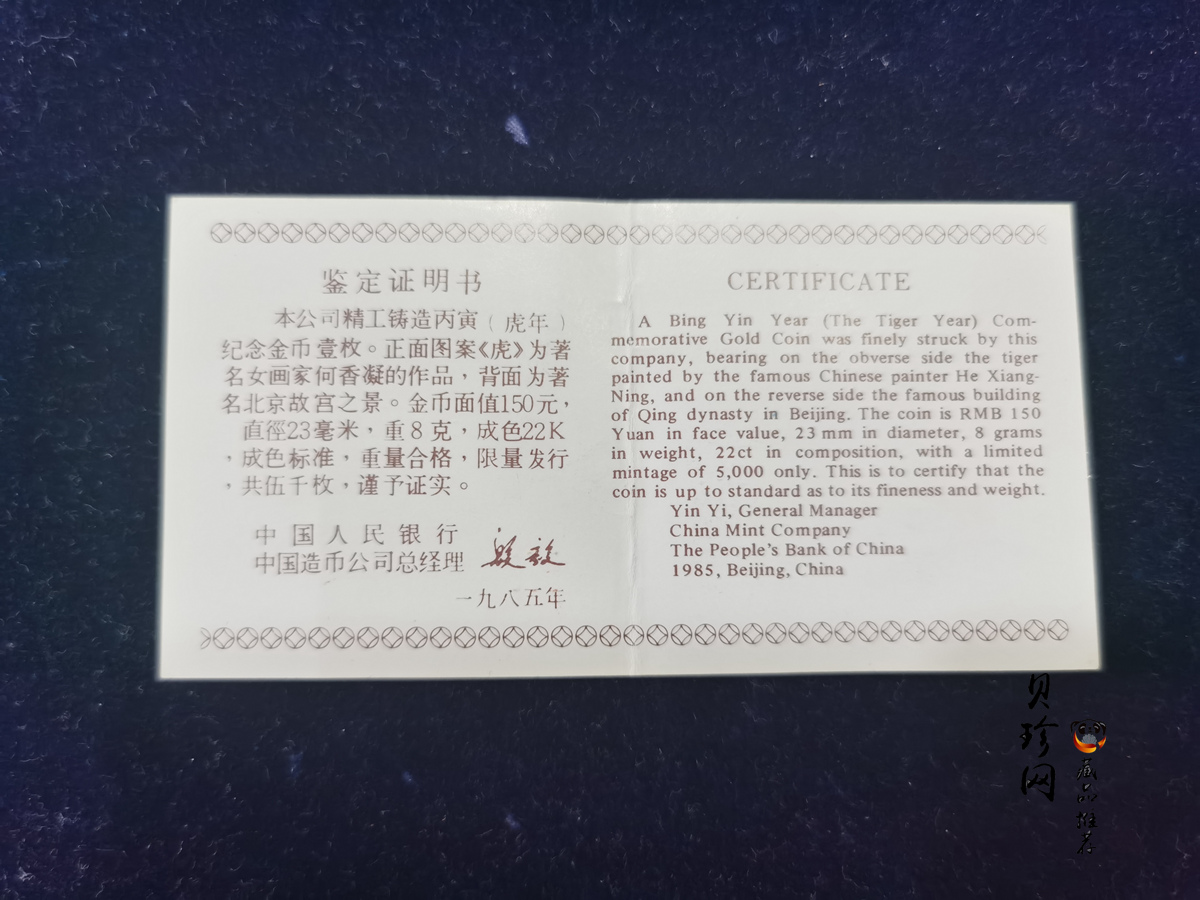 鉴定证明书
本公司精工铸造丙寅（虎年）
纪念金币壹枚。正面图案《虎》为著
名女画家何香凝的作品，背面为著
名北京故宫之景。金币面值150元，
直徑23毫米，重8克，成色22K
，成色标准，重量合格，限量发行
，共伍千枚，谨予证实。
中国人民银行
中国造币公司总经理 殷毅
一九八五年
CERTIFICATE
A Bing Yin Year (The Tiger Year) Com-
memorative Gold Coin was finely struck by this
company, bearing on the obverse side the tiger
painted by the famous Chinese painter He Xiang-
Ning, and on the reverse side the famous building
of Qing dynasty in Beijing. The coin is RMB 150
Yuan in face value, 23 mm in diameter, 8 grams
in weight, 22ct in composition, with a limited
mintage of 5,000 only. This is to certify that the
coin is up to standard as to its fineness and weight.
Yin Yi, General Manager
China Mint Company
The People's Bank of China
1985, Beijing, China
贝珍网
藏品推荐